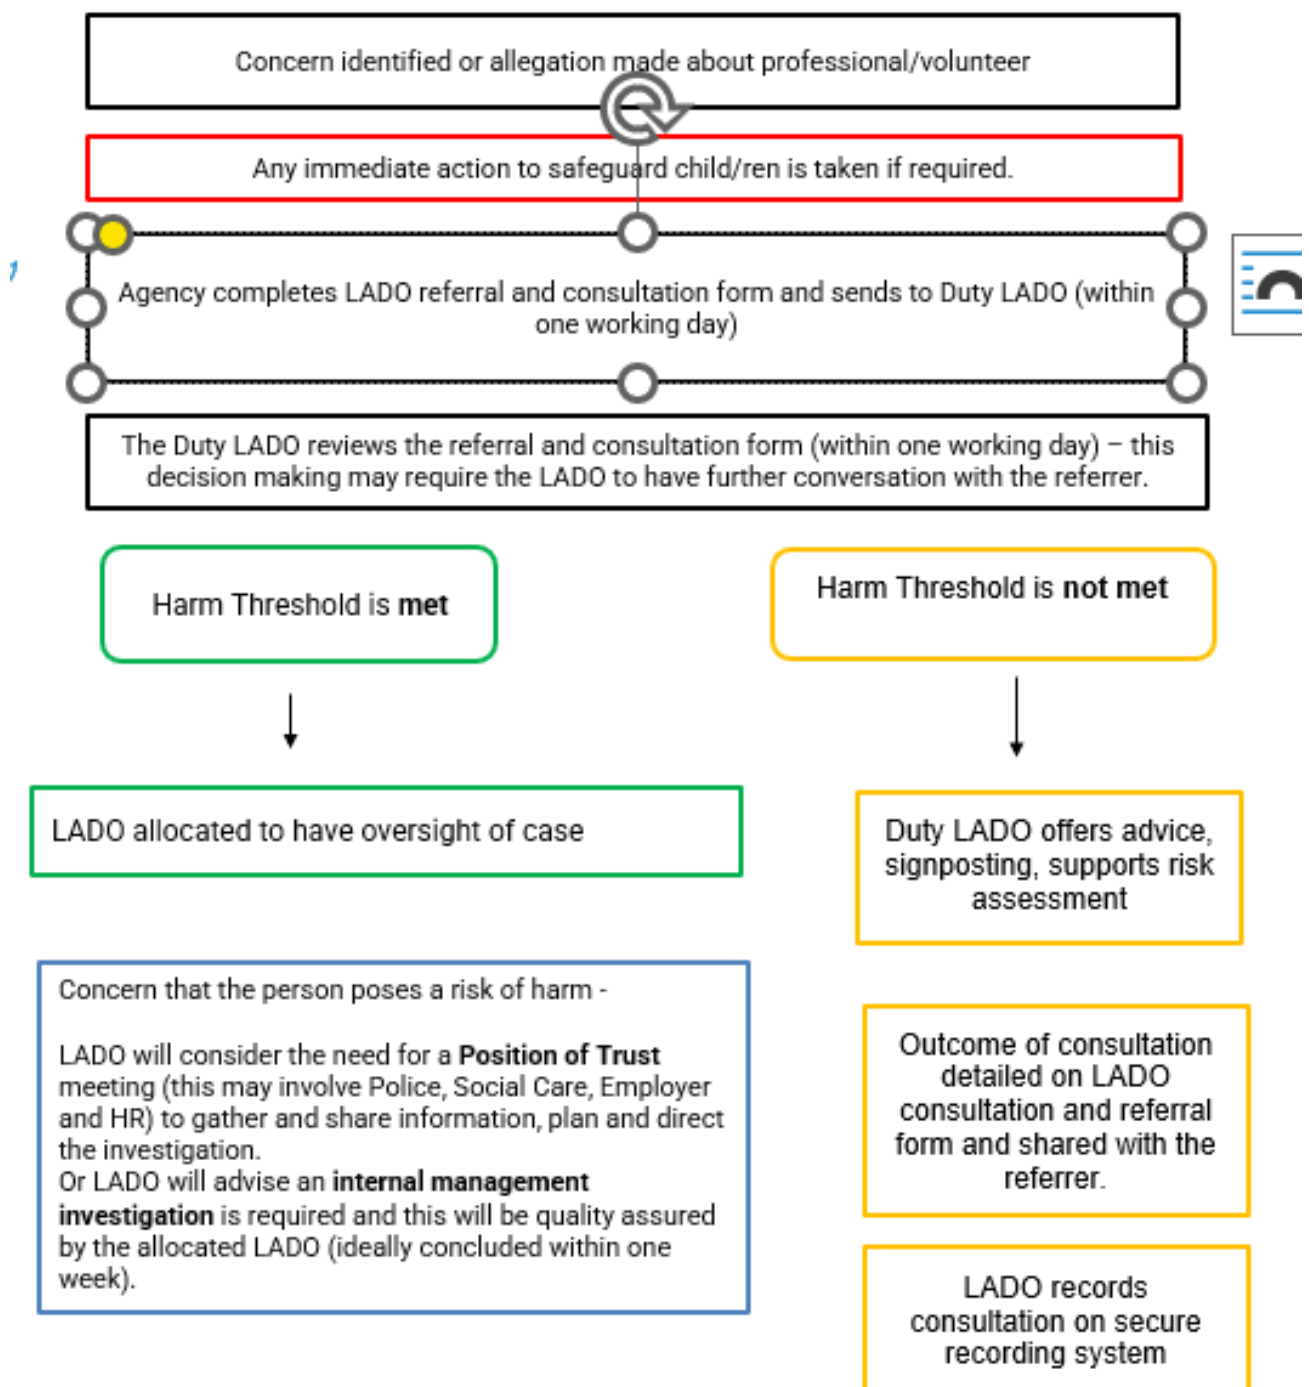 Concern identified or allegation made about professional/volunteer
Any immediate action to safeguard child/ren is taken if required.
Agency completes LADO referral and consultation form and sends to Duty LADO (within
one working day)
The Duty LADO reviews the referral and consultation form (within one working day) – this
decision making may require the LADO to have further conversation with the referrer.
Harm Threshold is met
Harm Threshold is not met
LADO allocated to have oversight of case
Duty LADO offers advice,
signposting, supports risk
assessment
Concern that the person poses a risk of harm -
LADO will consider the need for a Position of Trust
meeting (this may involve Police, Social Care, Employer
and HR) to gather and share information, plan and direct
the investigation.
Or LADO will advise an internal management
investigation is required and this will be quality assured
by the allocated LADO (ideally concluded within one
week).
Outcome of consultation
detailed on LADO
consultation and referral
form and shared with the
referrer.
LADO records
consultation on secure
recording system